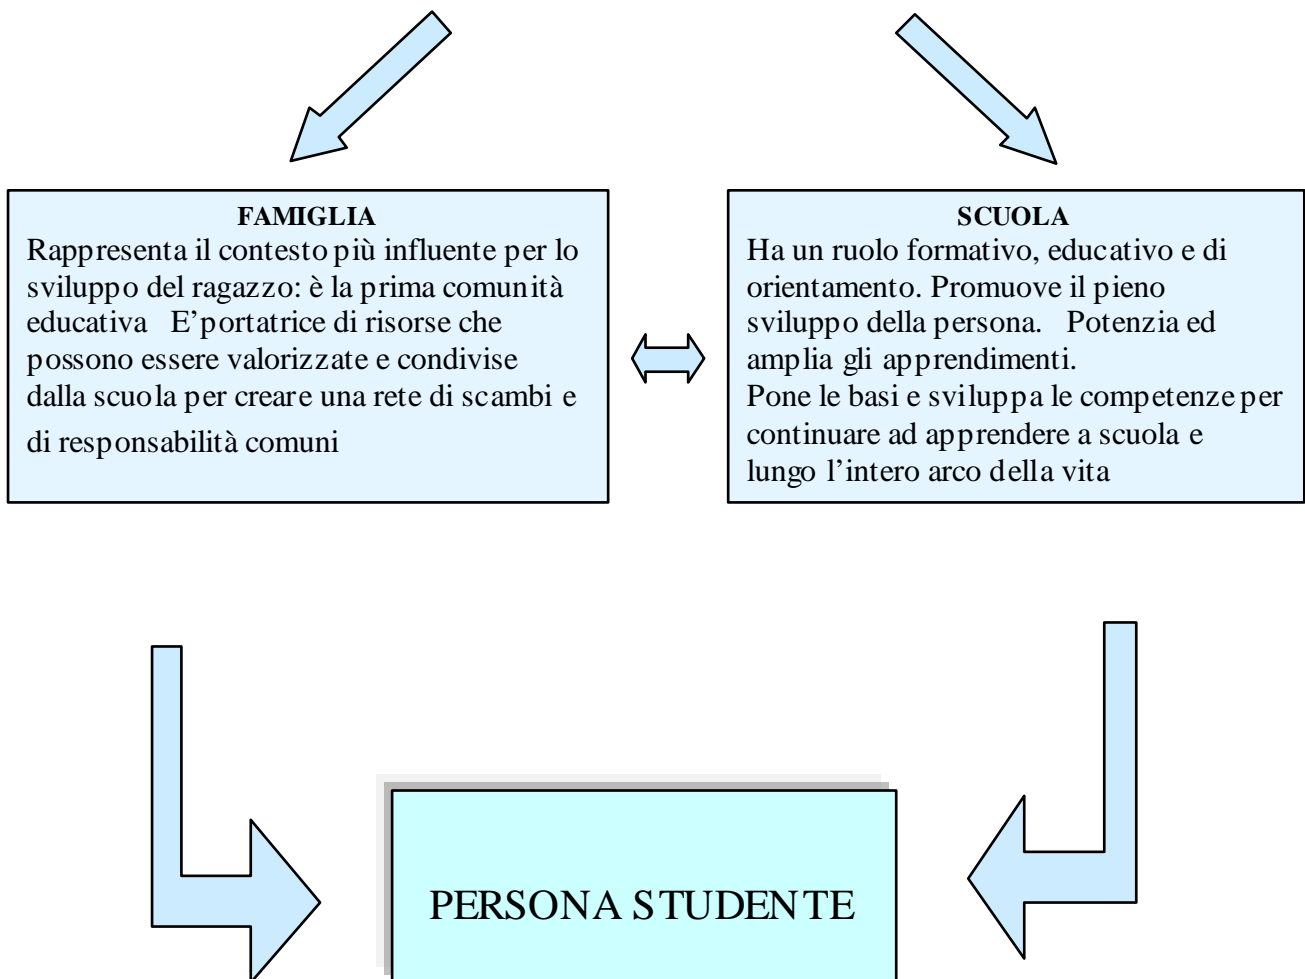 FAMIGLIA
Rappresenta il contesto più influente per lo
sviluppo del ragazzo: è la prima comunità
educativa   E’portatrice di risorse che
possono essere valorizzate e condivise
dalla scuola per creare una rete di scambi e
di responsabilità comuni
SCUOLA
Ha un ruolo formativo, educativo e di
orientamento. Promuove il pieno
sviluppo della persona.   Potenzia ed
amplia gli apprendimenti.
Pone le basi e sviluppa le competenze per
continuare ad apprendere a scuola e
lungo l’intero arco della vita
PERSONA STUDENTE